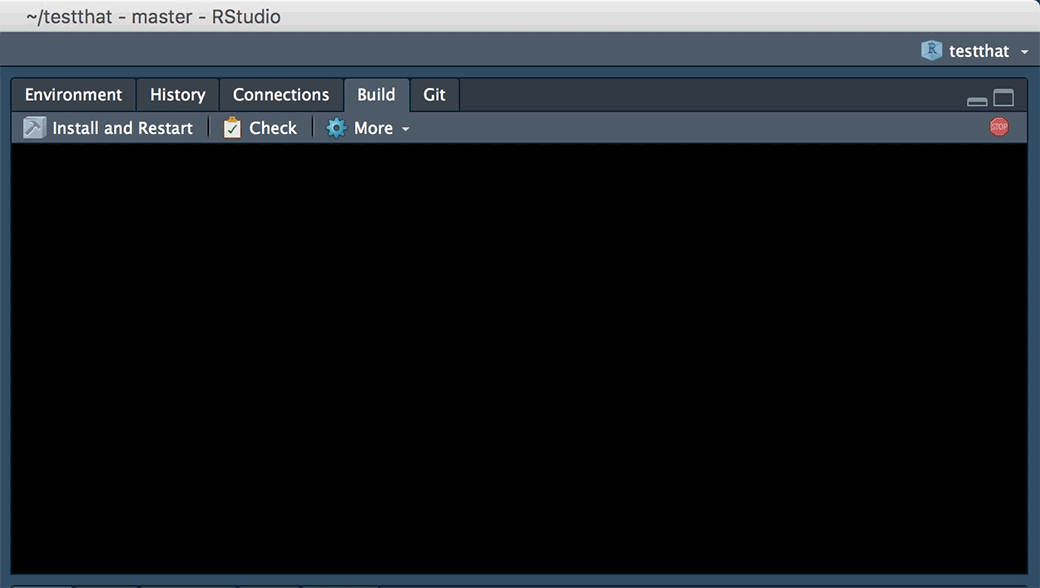 ~/testthat - master - RStudio
R testthat
Environment History Connections Build Git
Install and Restart Check More STOP